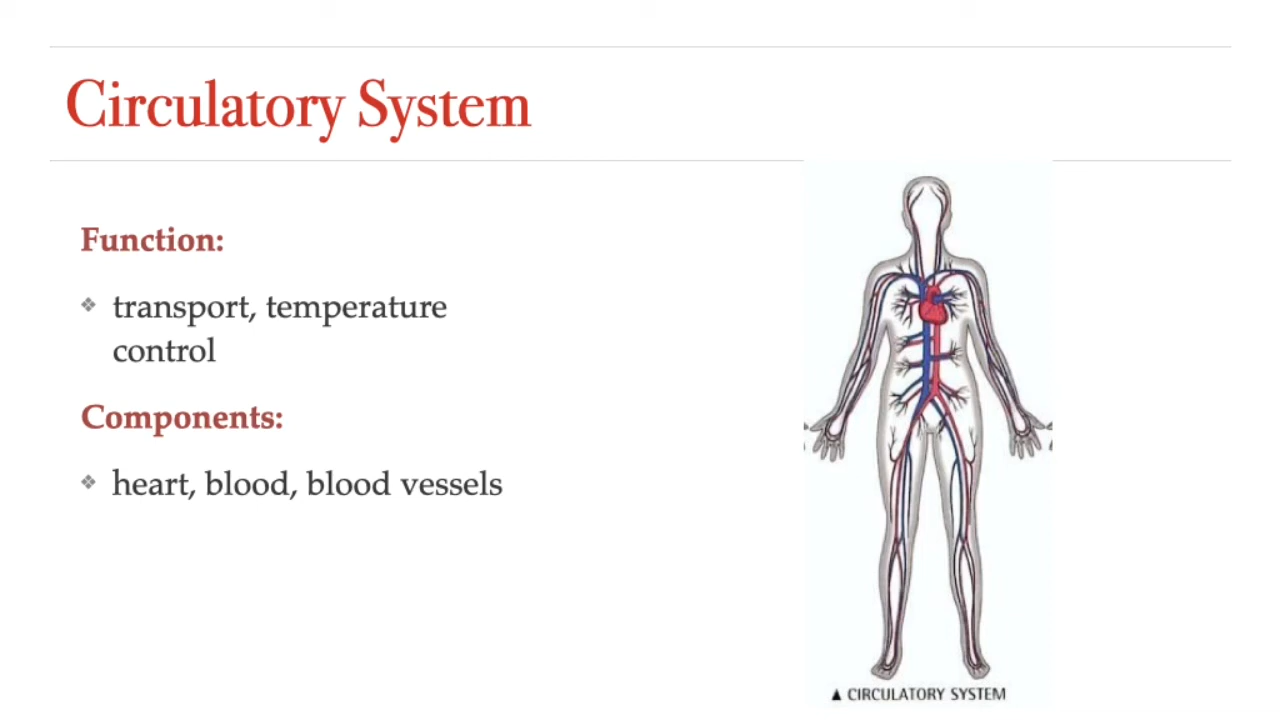 Circulatory System
Function:
❖ transport, temperature
control
Components:
❖ heart, blood, blood vessels
▲ CIRCULATORY SYSTEM